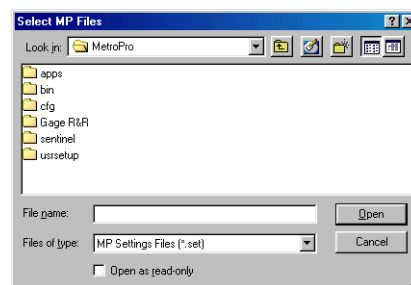 Select MP Files
Look in: MetroPro
apps
bin
cfg
Gage R&R
sentinel
usrsetup
File name: Open
Files of type: MP Settings Files (*.set) Cancel
Open as read-only